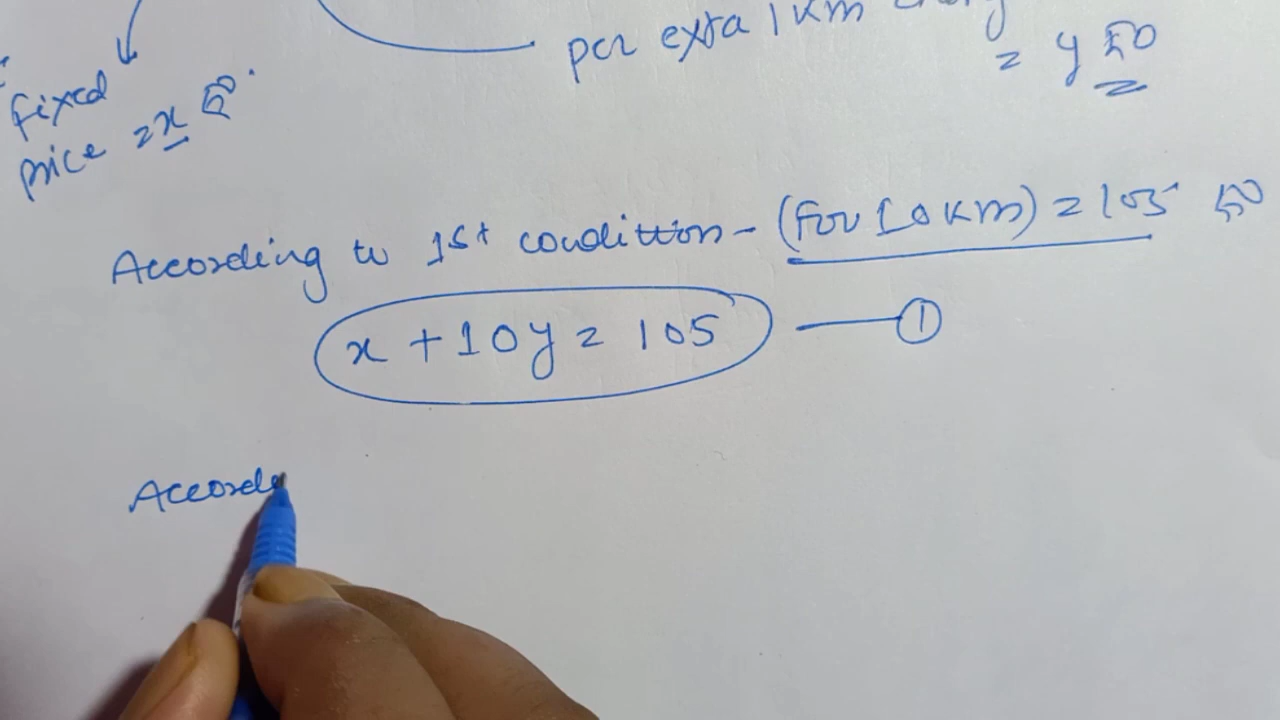 per extra 1 KM
= y ₹
fixed
price = x ₹
According to 1st condition - (For 10 KM) = 105 ₹
x + 10y = 105 — ①
Accordi